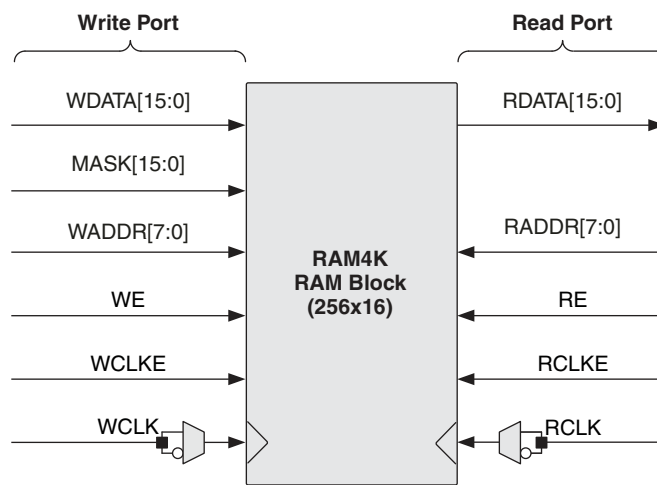 Write Port
Read Port
WDATA[15:0]
RDATA[15:0]
MASK[15:0]
WADDR[7:0]
RADDR[7:0]
RAM4K
RAM Block
(256x16)
WE
RE
WCLKE
RCLKE
WCLK
RCLK